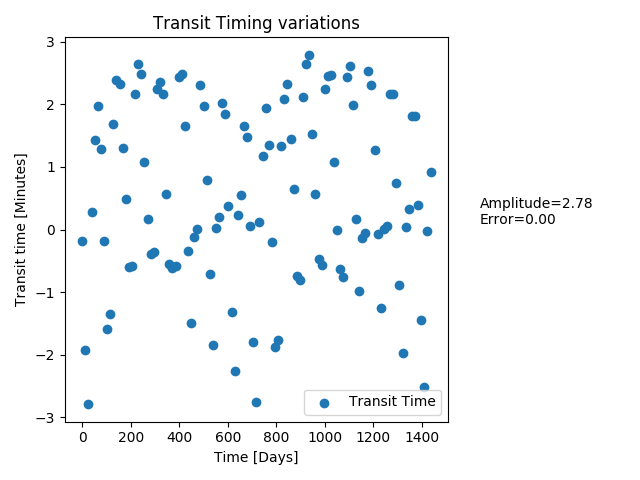 Transit Timing variations
3
2
1
0
−1
−2
−3
Transit time [Minutes]
0 200 400 600 800 1000 1200 1400
Time [Days]
Transit Time
Amplitude=2.78
Error=0.00